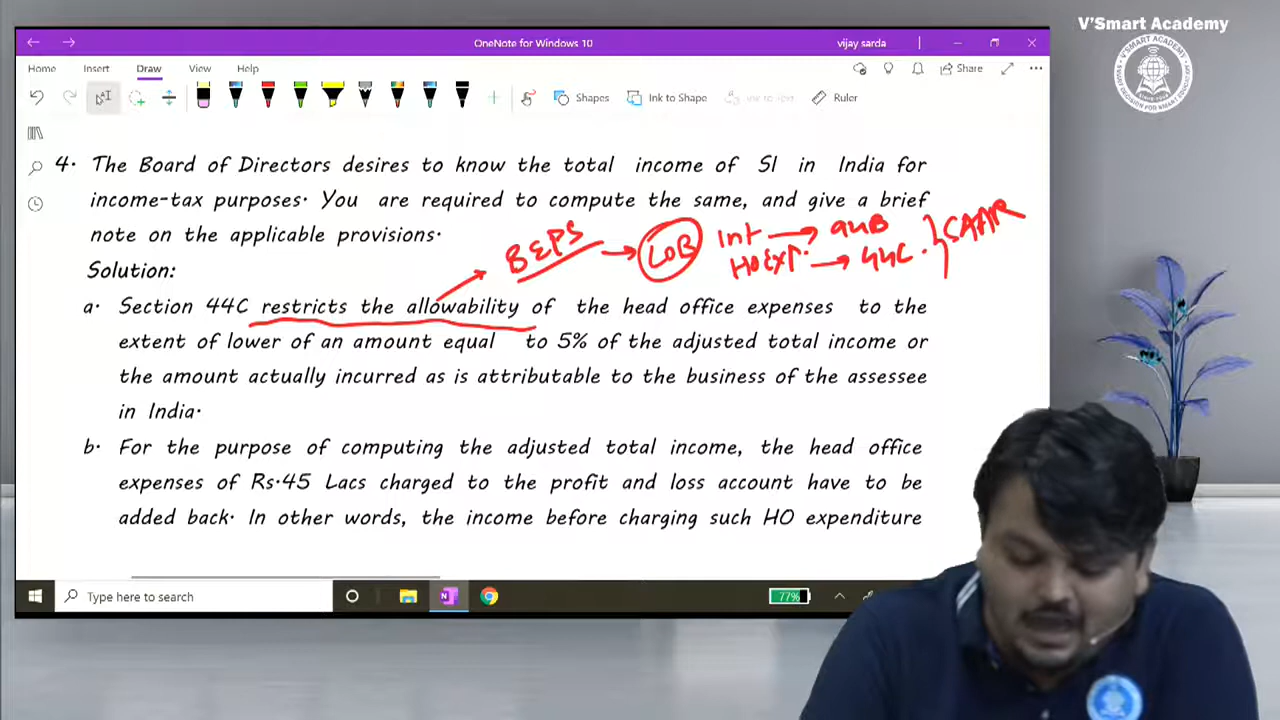 V'Smart Academy
OneNote for Windows 10
vijay sarda
Home Insert Draw View Help
Share
Shapes Ink to Shape Ink to Text Ruler
4. The Board of Directors desires to know the total income of SI in India for
income-tax purposes. You are required to compute the same, and give a brief
note on the applicable provisions.
BEPS → LOB
Int → 94B
HO Exp. → 44C
} SAAR
Solution:
a. Section 44C restricts the allowability of the head office expenses to the
extent of lower of an amount equal to 5% of the adjusted total income or
the amount actually incurred as is attributable to the business of the assessee
in India.
b. For the purpose of computing the adjusted total income, the head office
expenses of Rs.45 Lacs charged to the profit and loss account have to be
added back. In other words, the income before charging such HO expenditure
Type here to search
77%